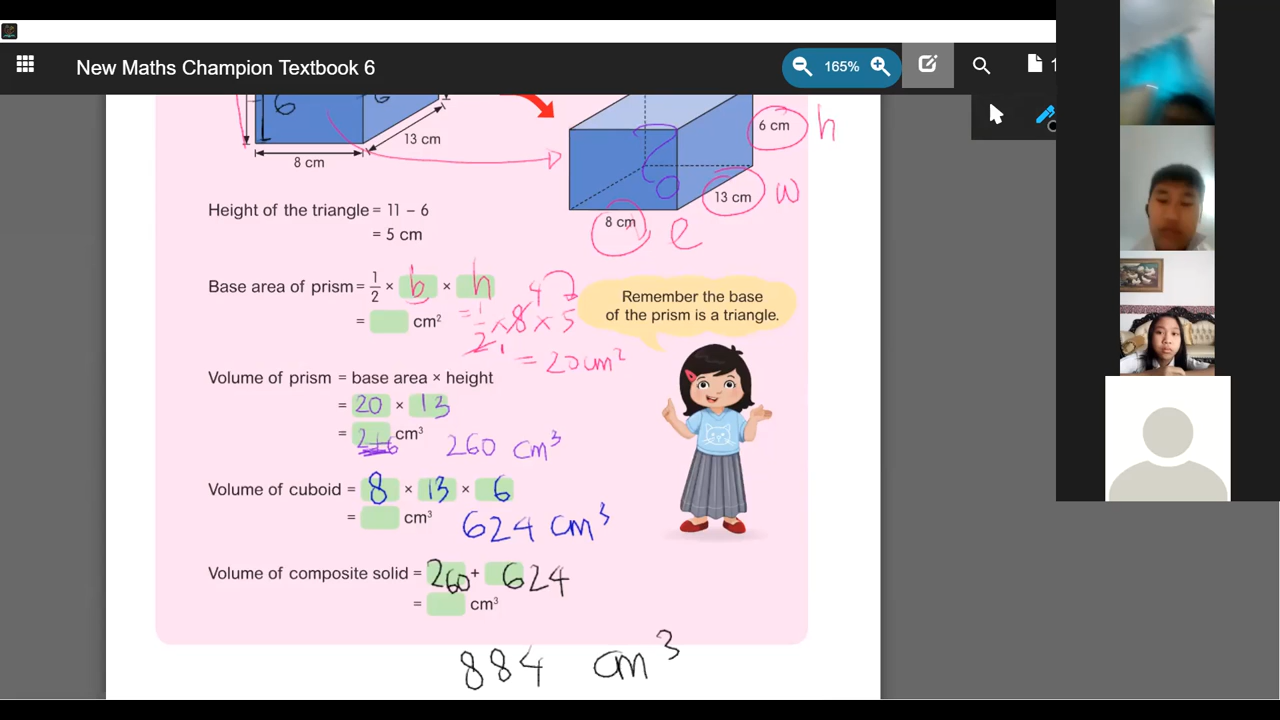 New Maths Champion Textbook 6
165%
1
6
6
13 cm
8 cm
6 cm h
13 cm w
8 cm l
Height of the triangle = 11 – 6
= 5 cm
Base area of prism = 1/2 × b × h
= cm²
= 1/2 × 8 × 5
4
1
= 20 cm²
Remember the base
of the prism is a triangle.
Volume of prism = base area × height
= 20 × 13
= cm³ 260 cm³
Volume of cuboid = 8 × 13 × 6
= cm³ 624 cm³
Volume of composite solid = 260 + 624
= cm³
884 cm³